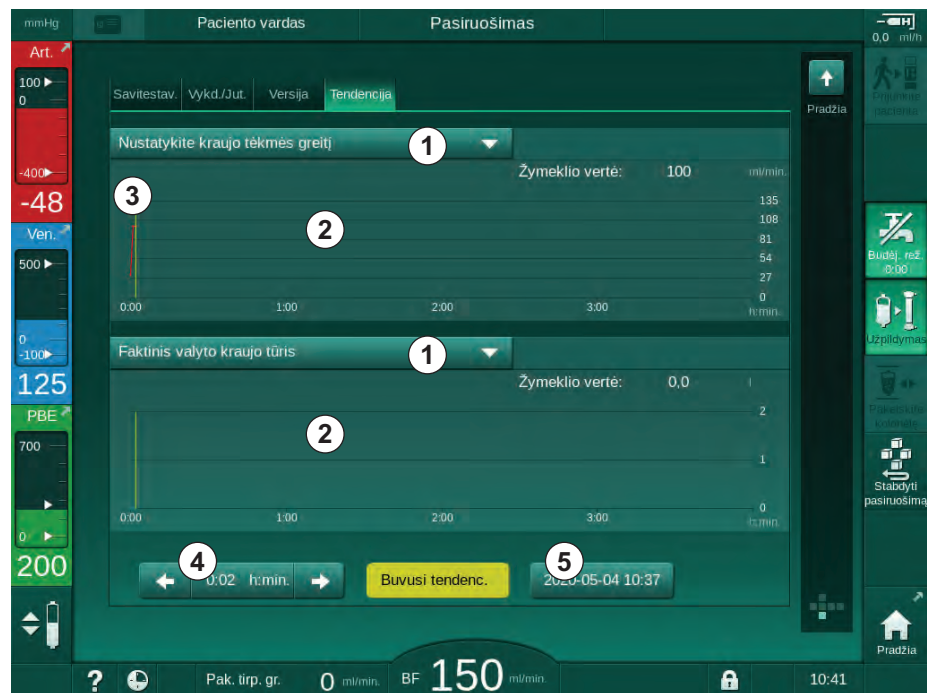 mmHg
Paciento vardas
Pasiruošimas
0,0 ml/h
Art.
100
0
-400
-48
Ven.
500
0
-100
125
PBE
700
0
200
Savitestav. Vykd./Jut. Versija Tendencija
Nustatykite kraujo tėkmės greitį
1
Žymeklio vertė: 100 ml/min.
3
2
135
108
81
54
27
0
0:00 1:00 2:00 3:00 h:min.
Faktinis valyto kraujo tūris
1
Žymeklio vertė: 0,0 l
2
2
1
0
0:00 1:00 2:00 3:00 h:min.
4
0:02 h:min.
Buvusi tendenc.
5
2020-05-04 10:37
Pradžia
Budėj. rež.
0:00
Užpildymas
Stabdyti
pasiruošimą
Pradžia
? Pak. tirp. gr. 0 ml/min. BF 150 ml/min. 10:41